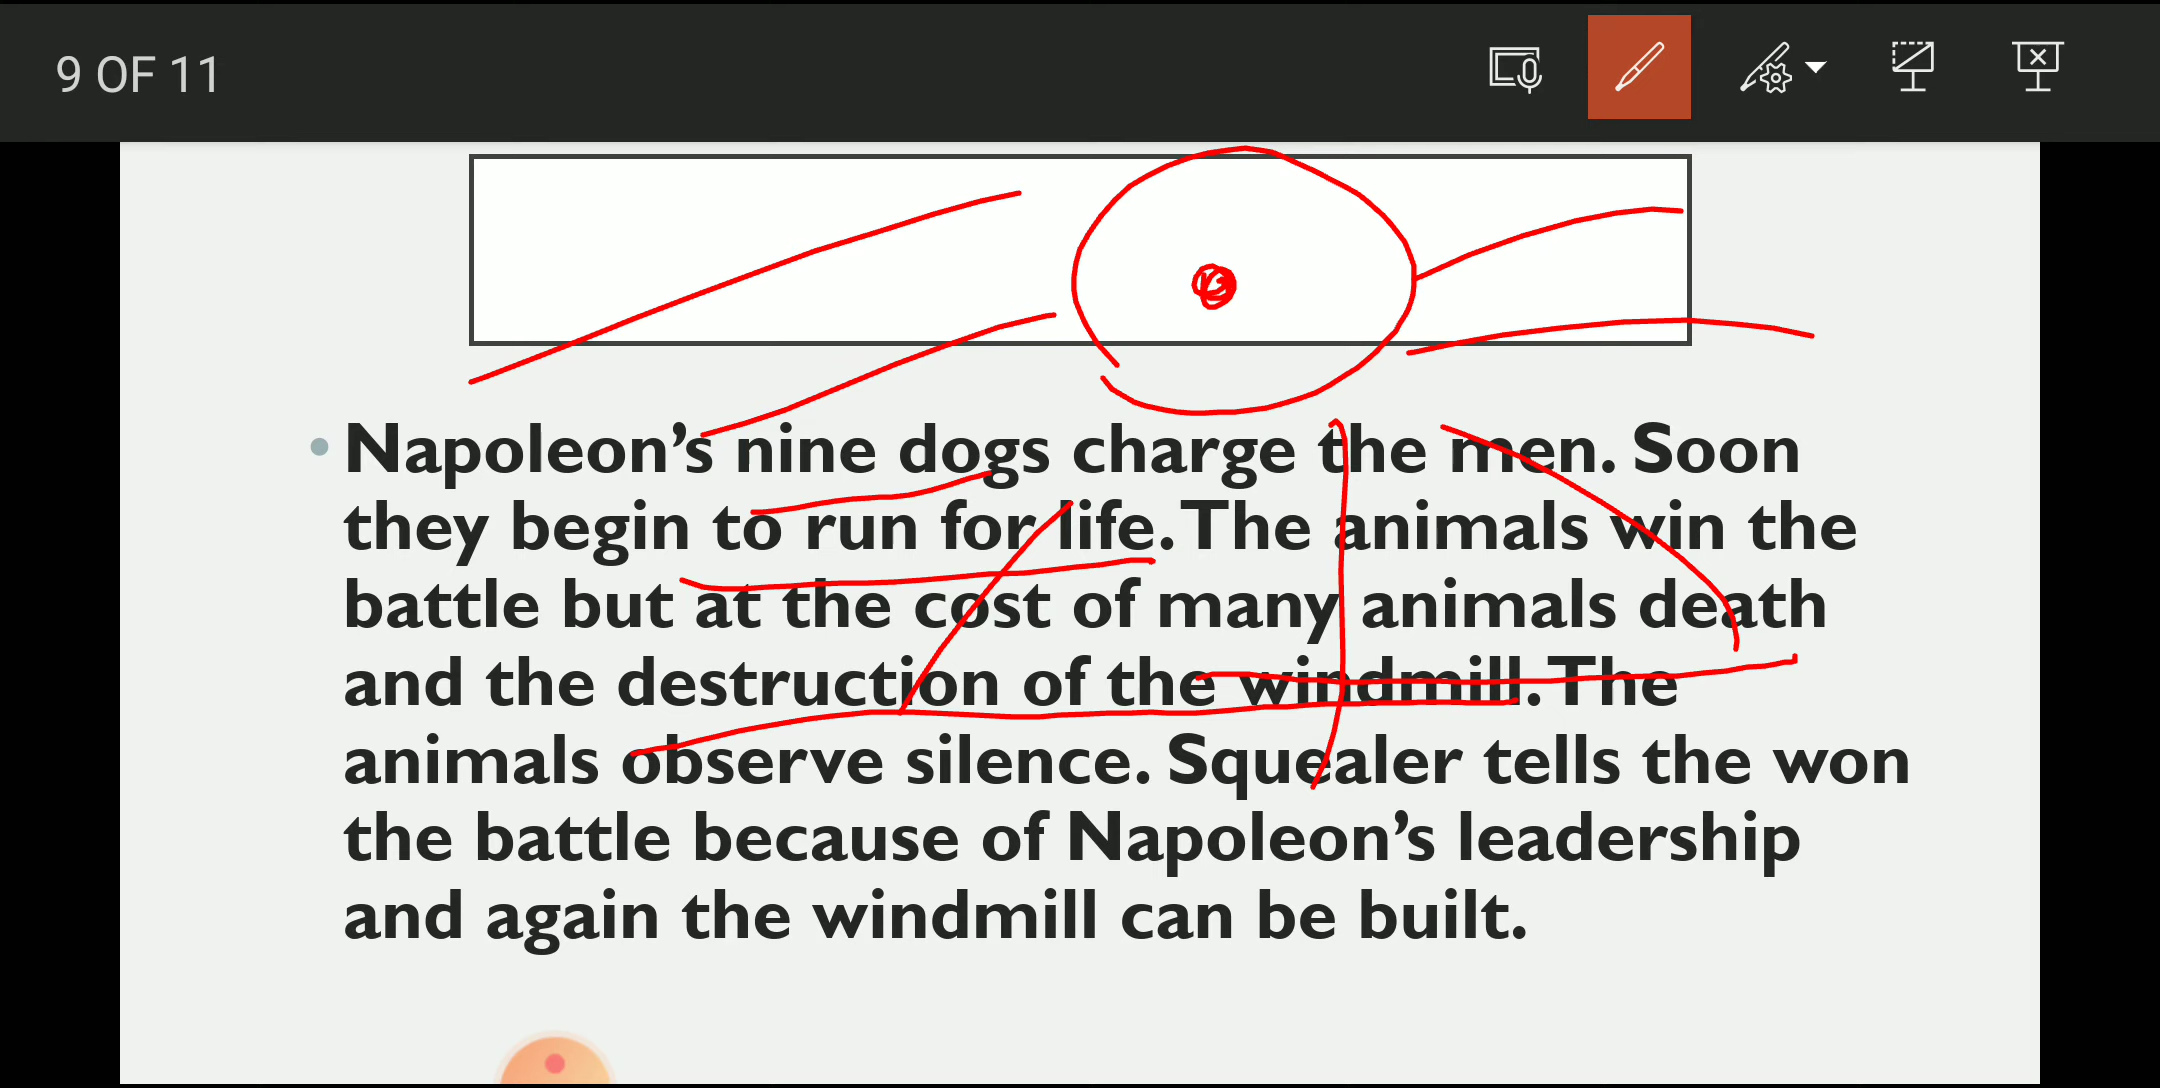 9 OF 11
• Napoleon’s nine dogs charge the men. Soon
they begin to run for life. The animals win the
battle but at the cost of many animals death
and the destruction of the windmill. The
animals observe silence. Squealer tells the won
the battle because of Napoleon’s leadership
and again the windmill can be built.